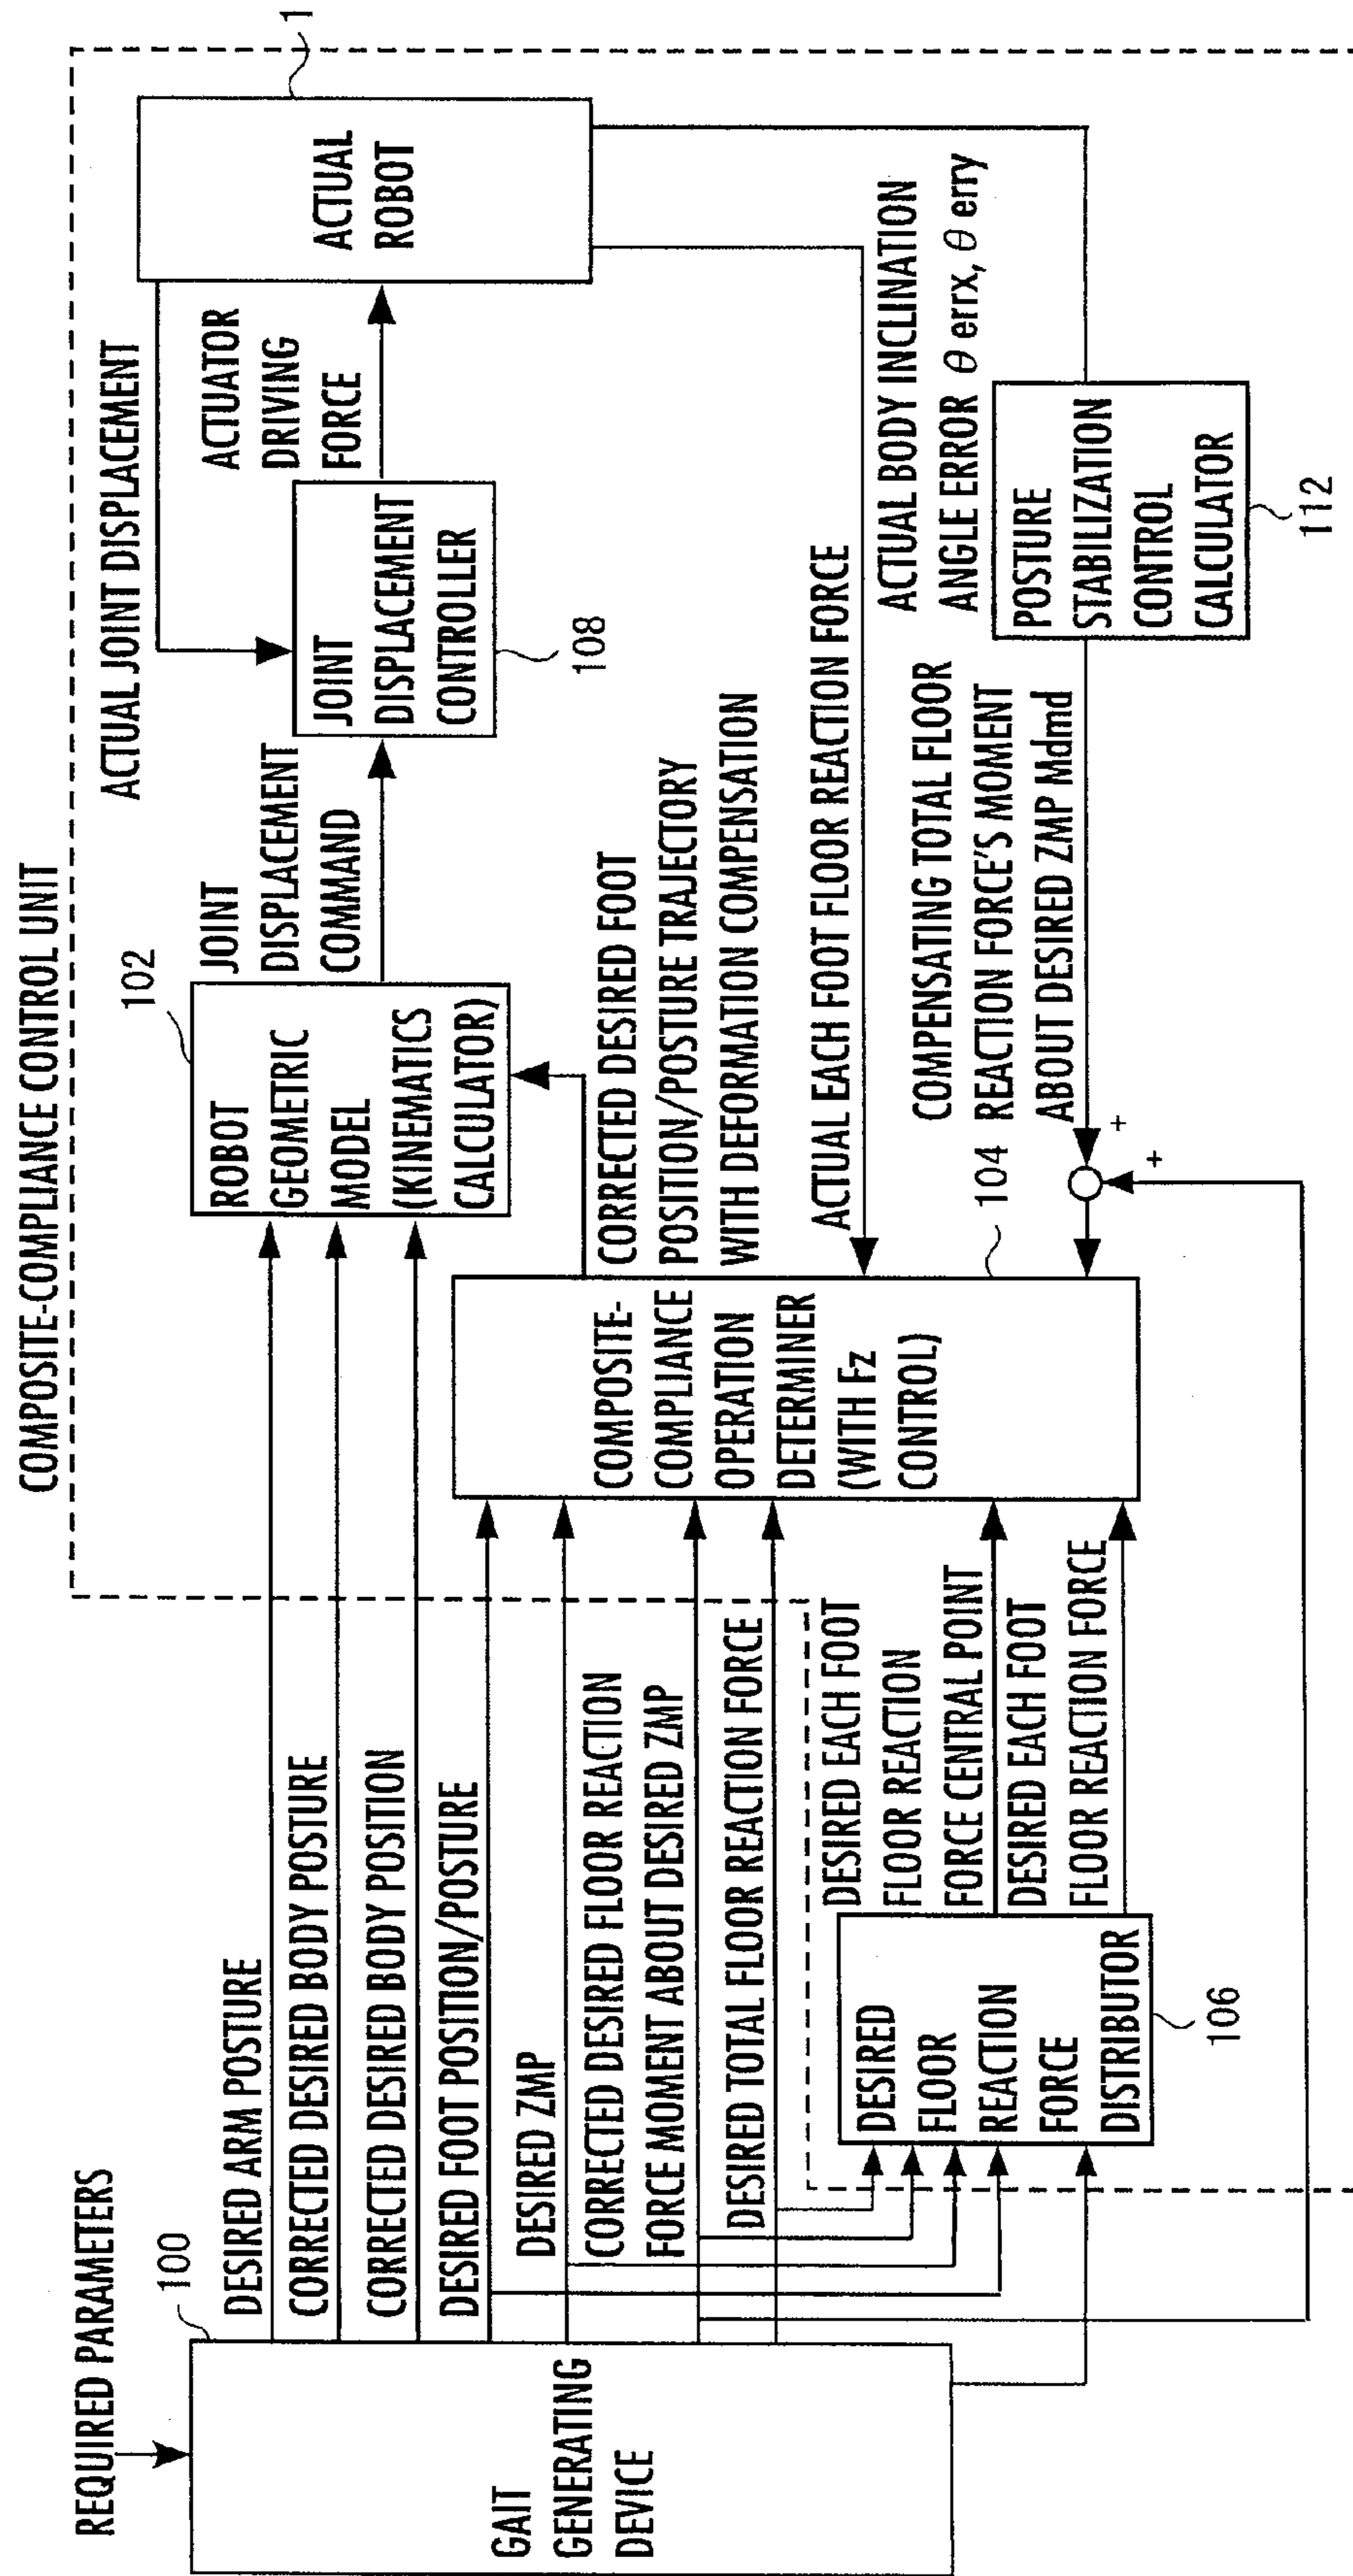 COMPOSITE-COMPLIANCE CONTROL UNIT
REQUIRED PARAMETERS
100
GAIT
GENERATING
DEVICE
DESIRED ARM POSTURE
CORRECTED DESIRED BODY POSTURE
CORRECTED DESIRED BODY POSITION
DESIRED FOOT POSITION/POSTURE
DESIRED ZMP
CORRECTED DESIRED FLOOR REACTION
FORCE MOMENT ABOUT DESIRED ZMP
DESIRED TOTAL FLOOR REACTION FORCE
DESIRED
FLOOR
REACTION
FORCE
DISTRIBUTOR
106
DESIRED EACH FOOT
FLOOR REACTION
FORCE CENTRAL POINT
DESIRED EACH FOOT
FLOOR REACTION FORCE
102
ROBOT
GEOMETRIC
MODEL
(KINEMATICS
CALCULATOR)
COMPOSITE-
COMPLIANCE
OPERATION
DETERMINER
(WITH Fz
CONTROL)
104
JOINT
DISPLACEMENT
COMMAND
CORRECTED DESIRED FOOT
POSITION/POSTURE TRAJECTORY
WITH DEFORMATION COMPENSATION
ACTUAL EACH FOOT FLOOR REACTION FORCE
COMPENSATING TOTAL FLOOR
REACTION FORCE'S MOMENT
ABOUT DESIRED ZMP Mdmd
+
+
ACTUAL JOINT DISPLACEMENT
JOINT
DISPLACEMENT
CONTROLLER
108
ACTUATOR
DRIVING
FORCE
ACTUAL
ROBOT
1
ACTUAL BODY INCLINATION
ANGLE ERROR θ errx, θ erry
POSTURE
STABILIZATION
CONTROL
CALCULATOR
112